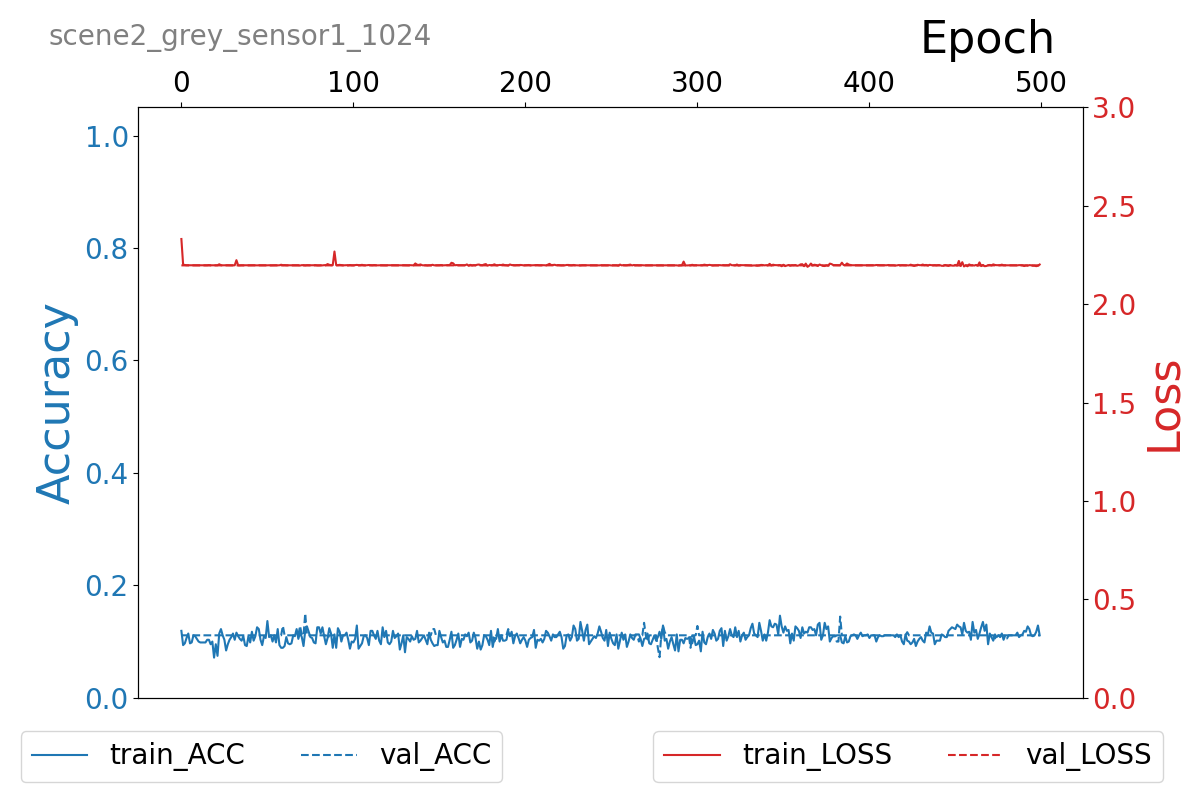 scene2_grey_sensor1_1024
Epoch
0 100 200 300 400 500
1.0
0.8
0.6
0.4
0.2
0.0
Accuracy
3.0
2.5
2.0
1.5
1.0
0.5
0.0
Loss
train_ACC val_ACC
train_LOSS val_LOSS